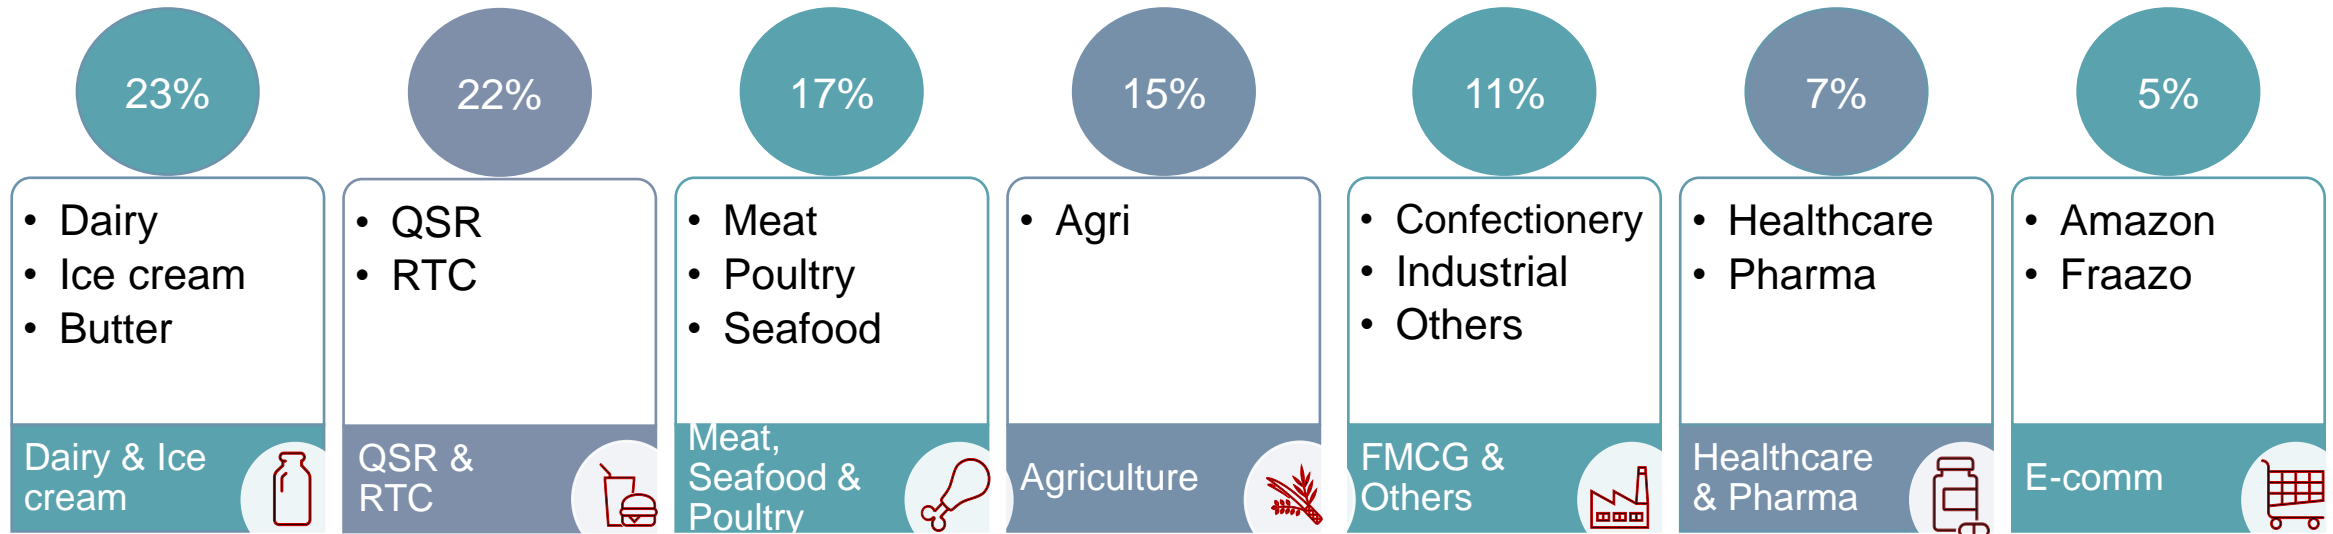 23%
22%
17%
15%
11%
7%
5%
• Dairy
• Ice cream
• Butter
• QSR
• RTC
• Meat
• Poultry
• Seafood
• Agri
• Confectionery
• Industrial
• Others
• Healthcare
• Pharma
• Amazon
• Fraazo
Dairy & Ice
cream
QSR &
RTC
Meat,
Seafood &
Poultry
Agriculture
FMCG &
Others
Healthcare
& Pharma
E-comm